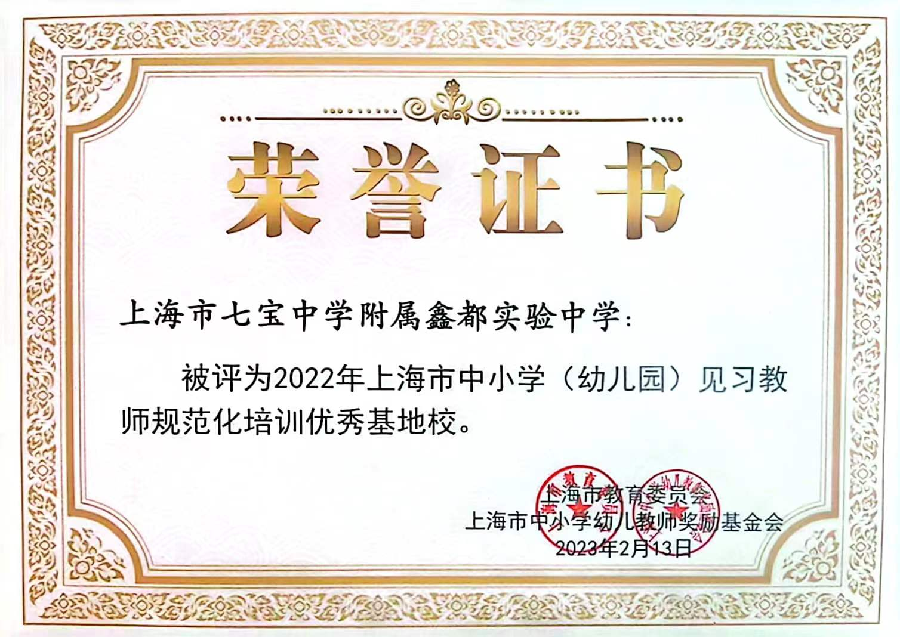 荣誉证书
上海市七宝中学附属鑫都实验中学：
被评为2022年上海市中小学（幼儿园）见习教
师规范化培训优秀基地校。
上海市教育委员会
上海市中小学幼儿教师奖励基金会
2023年2月13日